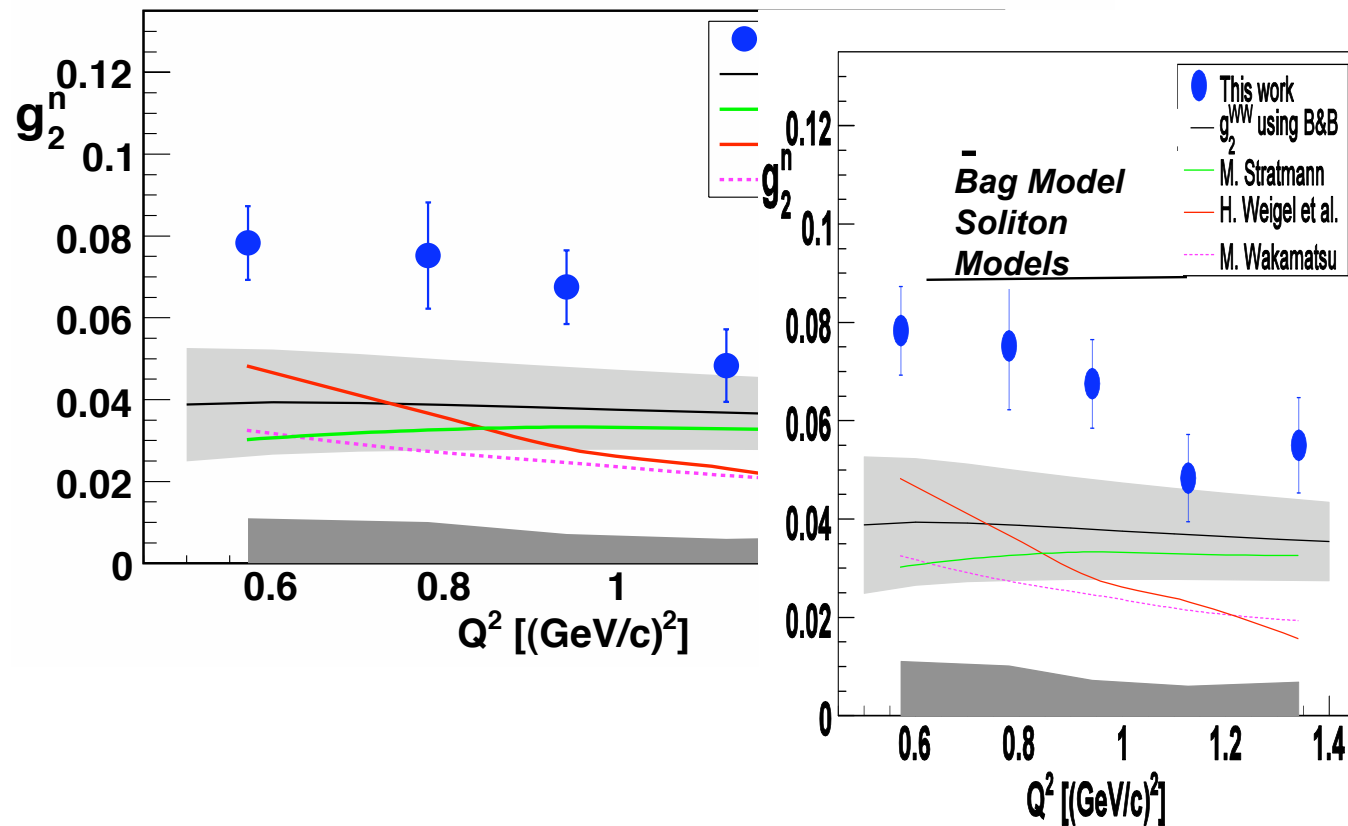 0.12
g₂ⁿ
0.1
0.08
0.06
0.04
0.02
0
0.6 0.8 1
Q² [(GeV/c)²]
This work
g₂ᵂᵂ using B&B
M. Stratmann
H. Weigel et al.
M. Wakamatsu
Bag Model
Soliton
Models
0.12
g₂ⁿ
0.1
0.08
0.06
0.04
0.02
0
0.6 0.8 1 1.2 1.4
Q² [(GeV/c)²]